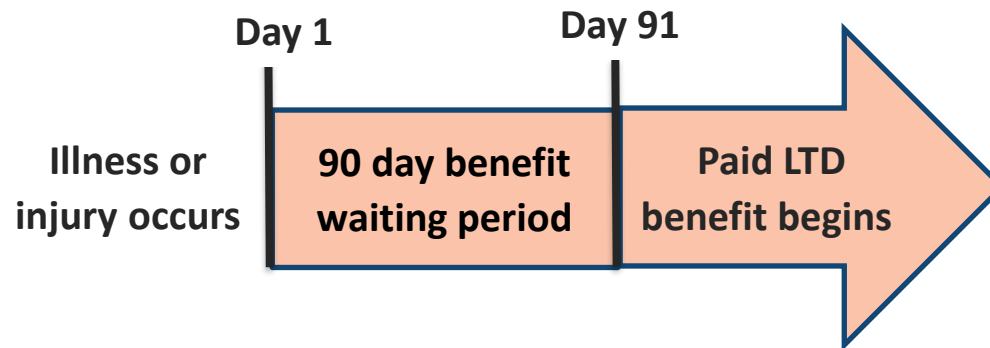 Day 1
Day 91
Illness or
injury occurs
90 day benefit
waiting period
Paid LTD
benefit begins